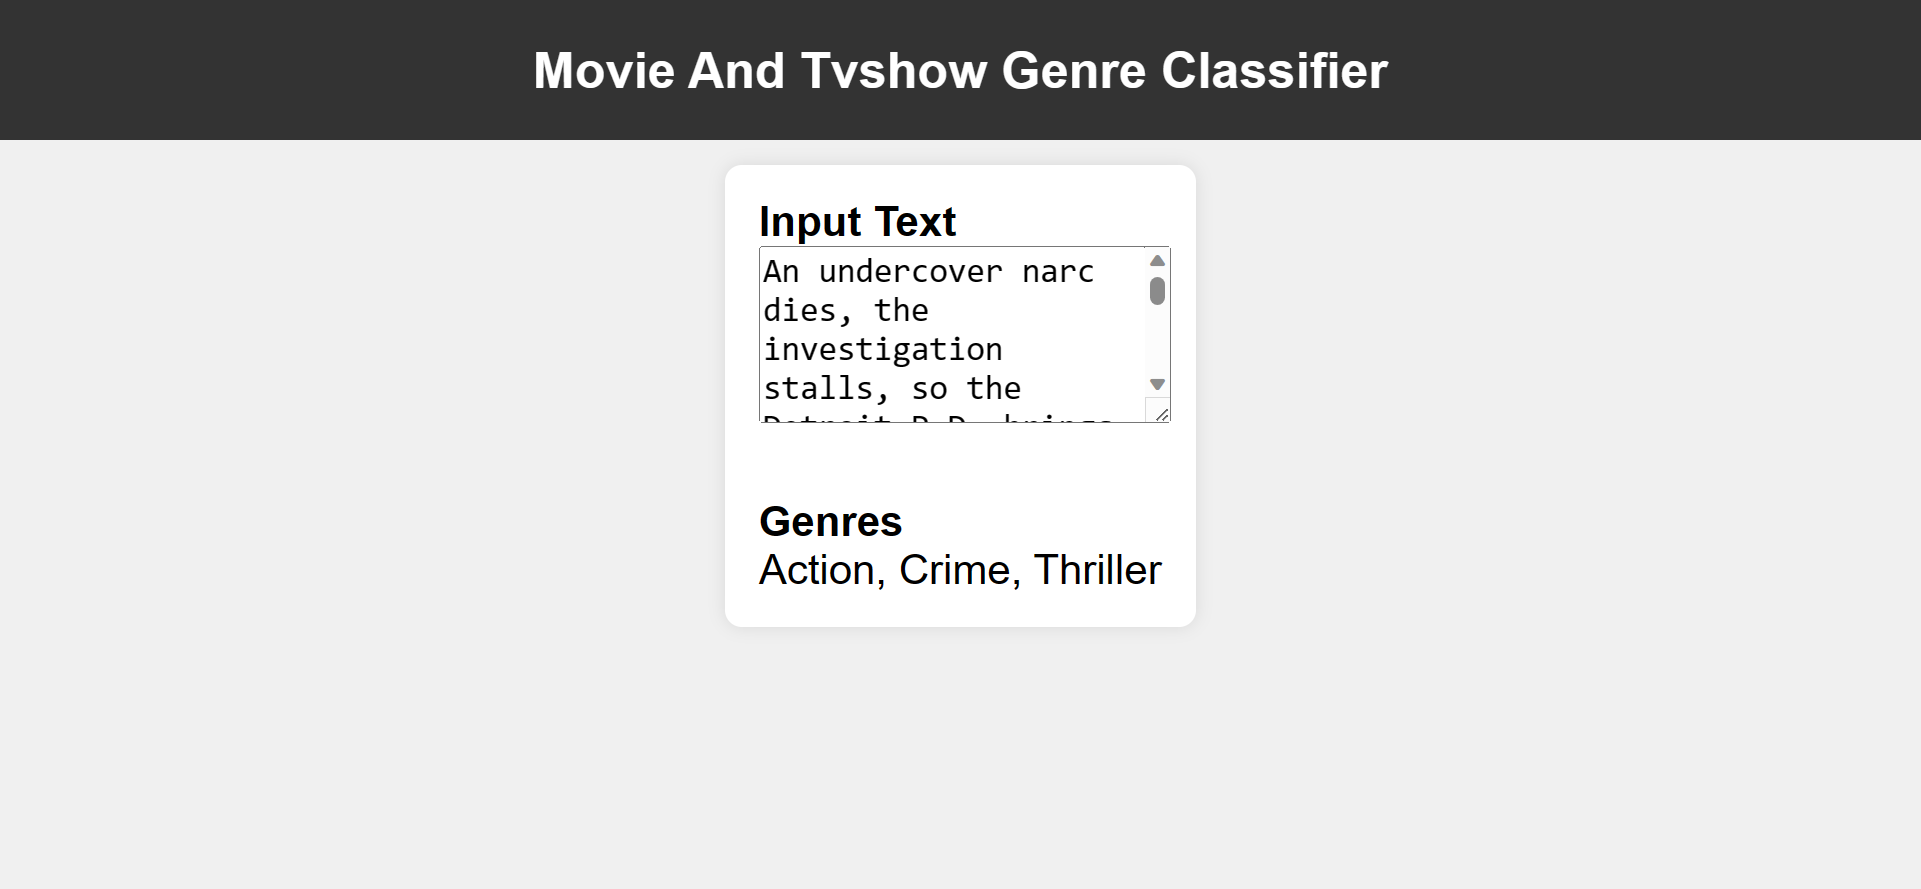 Movie And Tvshow Genre Classifier
Input Text
An undercover narc
dies, the
investigation
stalls, so the
Genres
Action, Crime, Thriller